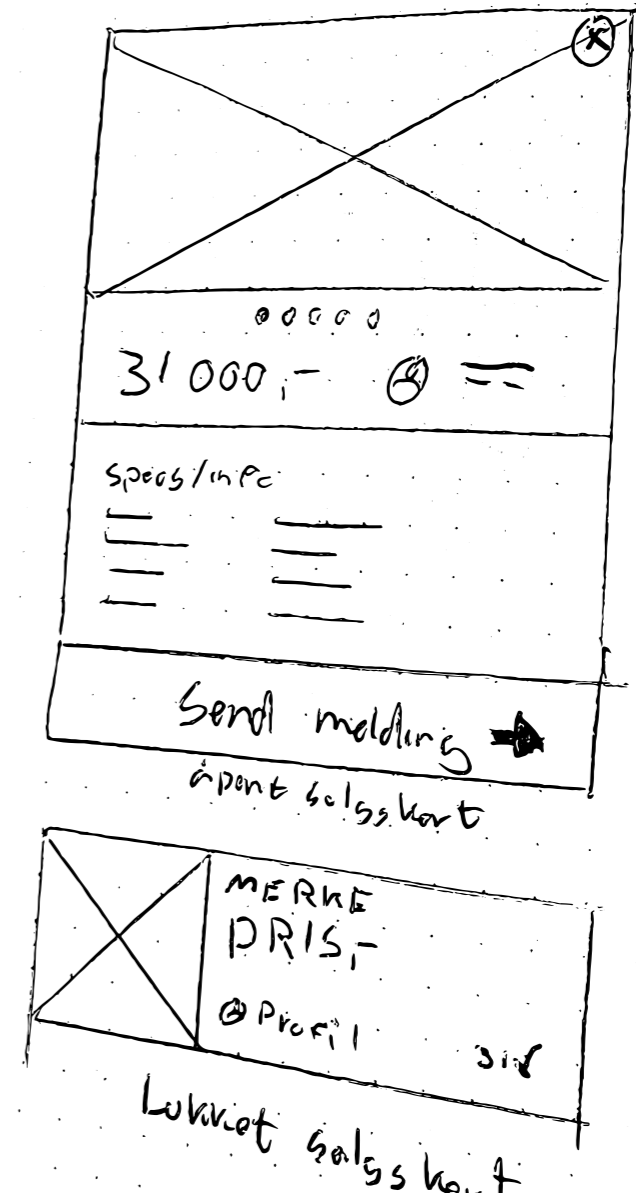 X
31 000,-
specs/info
Send melding
åpent salgskort
MERKE
PRIS,-
Profil
Lukket salgskort